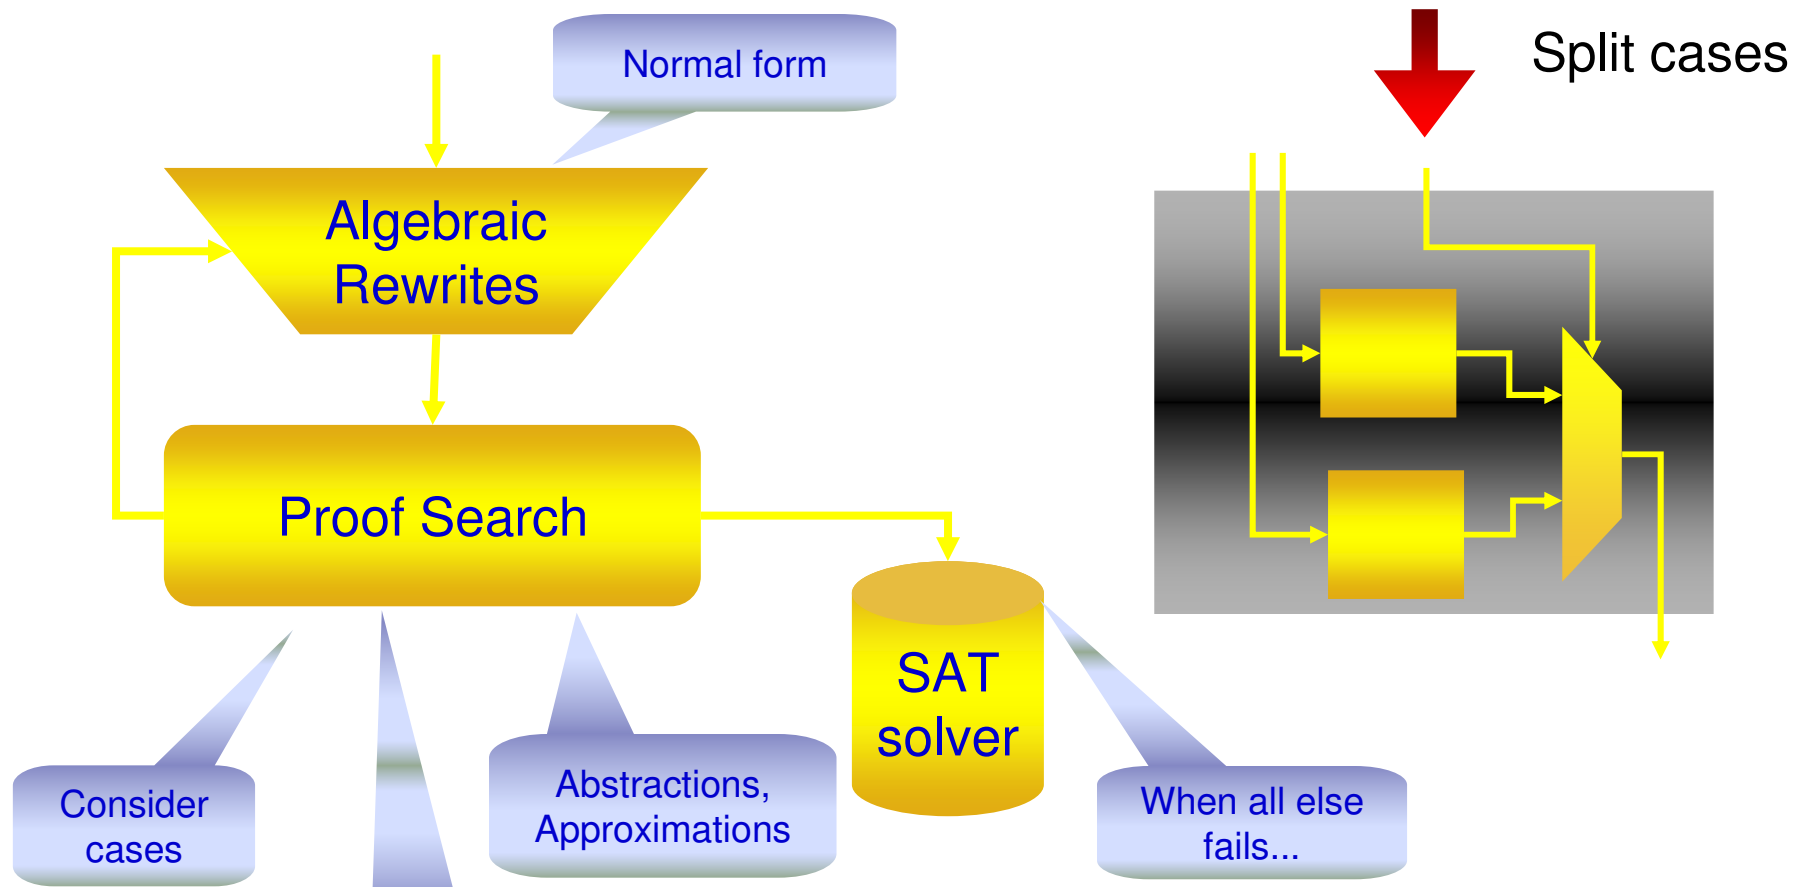 Normal form
Split cases
Algebraic
Rewrites
Proof Search
SAT
solver
Consider
cases
Abstractions,
Approximations
When all else
fails...